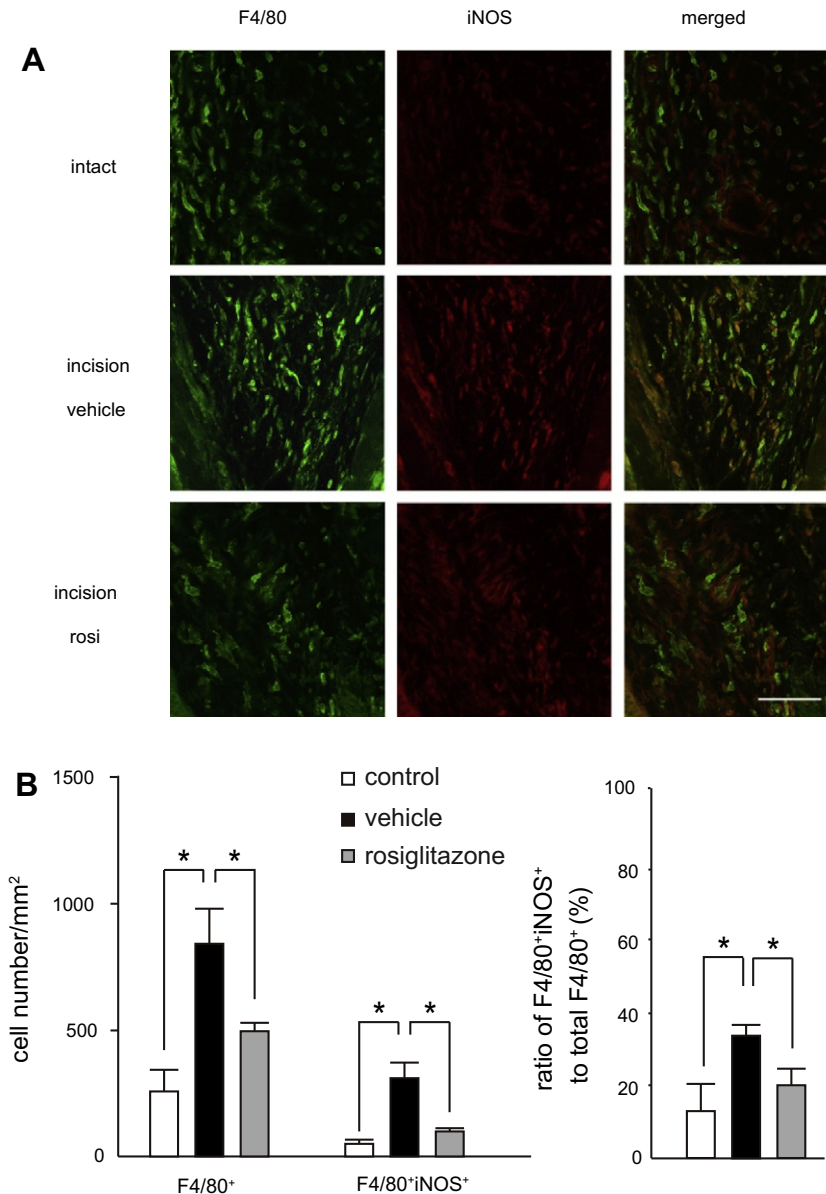 F4/80 iNOS merged
A
intact
incision
vehicle
incision
rosi
B
control
vehicle
rosiglitazone
cell number/mm²
1500
1000
500
0
* *
* *
F4/80⁺ F4/80⁺iNOS⁺
ratio of F4/80⁺iNOS⁺
to total F4/80⁺ (%)
100
80
60
40
20
0
* *